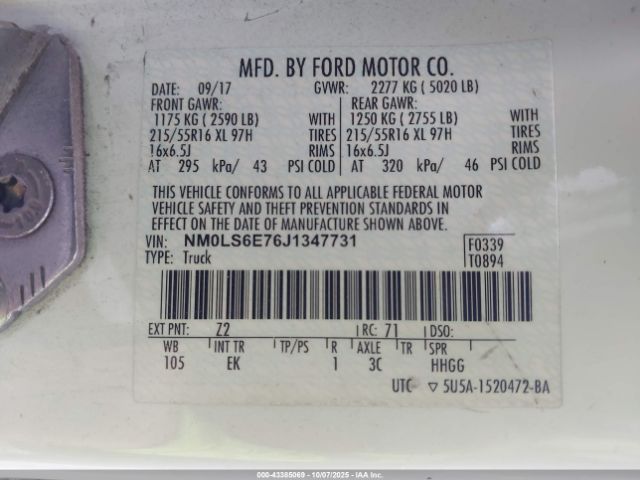 MFD. BY FORD MOTOR CO.
DATE: 09/17 GVWR: 2277 KG ( 5020 LB)
FRONT GAWR: REAR GAWR:
1175 KG ( 2590 LB) WITH 1250 KG ( 2755 LB) WITH
215/55R16 XL 97H TIRES 215/55R16 XL 97H TIRES
16x6.5J RIMS 16x6.5J RIMS
AT 295 kPa/ 43 PSI COLD AT 320 kPa/ 46 PSI COLD
THIS VEHICLE CONFORMS TO ALL APPLICABLE FEDERAL MOTOR
VEHICLE SAFETY AND THEFT PREVENTION STANDARDS IN
EFFECT ON THE DATE OF MANUFACTURE SHOWN ABOVE.
VIN: NM0LS6E76J1347731 F0339
TYPE: Truck T0894
EXT PNT: Z2 RC: 71 DSO:
WB INT TR TP/PS R AXLE TR SPR
105 EK 1 3C HHGG
UTC ▽ 5U5A-1520472-BA
000-43385069 - 10/07/2025 - IAA Inc.